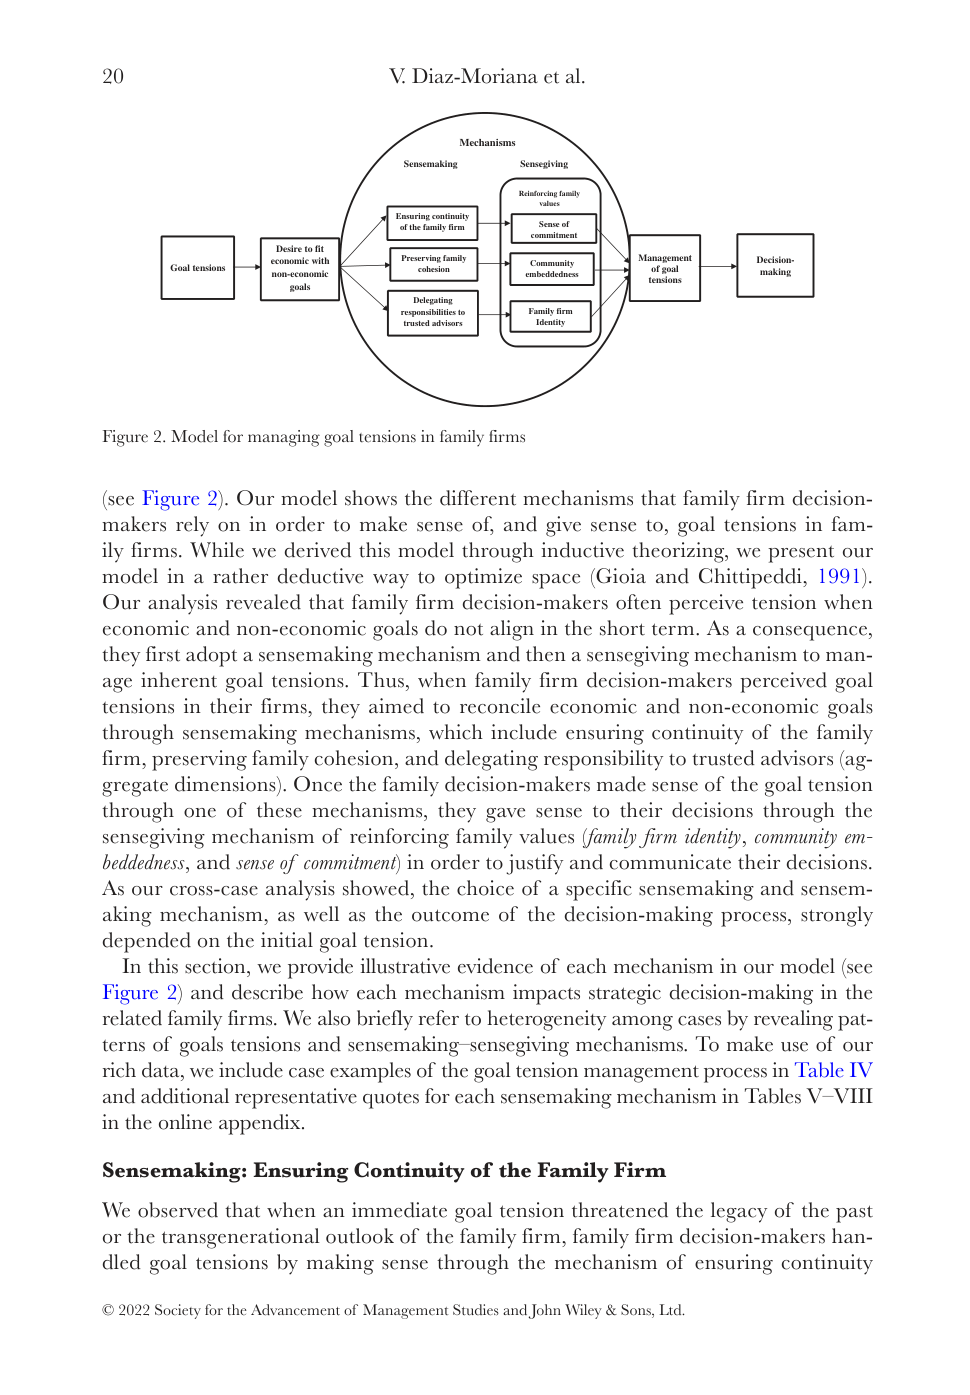 20
V. Diaz-Moriana et al.
Mechanisms
Sensemaking
Sensegiving
Goal tensions
Desire to fit
economic with
non-economic
goals
Ensuring continuity
of the family firm
Preserving family
cohesion
Delegating
responsibilities to
trusted advisors
Reinforcing family
values
Sense of
commitment
Community
embeddedness
Family firm
Identity
Management
of goal
tensions
Decision-
making
Figure 2. Model for managing goal tensions in family firms
(see Figure 2). Our model shows the different mechanisms that family firm decision-
makers rely on in order to make sense of, and give sense to, goal tensions in fam-
ily firms. While we derived this model through inductive theorizing, we present our
model in a rather deductive way to optimize space (Gioia and Chittipeddi, 1991).
Our analysis revealed that family firm decision-makers often perceive tension when
economic and non-economic goals do not align in the short term. As a consequence,
they first adopt a sensemaking mechanism and then a sensegiving mechanism to man-
age inherent goal tensions. Thus, when family firm decision-makers perceived goal
tensions in their firms, they aimed to reconcile economic and non-economic goals
through sensemaking mechanisms, which include ensuring continuity of the family
firm, preserving family cohesion, and delegating responsibility to trusted advisors (ag-
gregate dimensions). Once the family decision-makers made sense of the goal tension
through one of these mechanisms, they gave sense to their decisions through the
sensegiving mechanism of reinforcing family values (family firm identity, community em-
beddedness, and sense of commitment) in order to justify and communicate their decisions.
As our cross-case analysis showed, the choice of a specific sensemaking and sensem-
aking mechanism, as well as the outcome of the decision-making process, strongly
depended on the initial goal tension.
In this section, we provide illustrative evidence of each mechanism in our model (see
Figure 2) and describe how each mechanism impacts strategic decision-making in the
related family firms. We also briefly refer to heterogeneity among cases by revealing pat-
terns of goals tensions and sensemaking–sensegiving mechanisms. To make use of our
rich data, we include case examples of the goal tension management process in Table IV
and additional representative quotes for each sensemaking mechanism in Tables V–VIII
in the online appendix.
Sensemaking: Ensuring Continuity of the Family Firm
We observed that when an immediate goal tension threatened the legacy of the past
or the transgenerational outlook of the family firm, family firm decision-makers han-
dled goal tensions by making sense through the mechanism of ensuring continuity
© 2022 Society for the Advancement of Management Studies and John Wiley & Sons, Ltd.